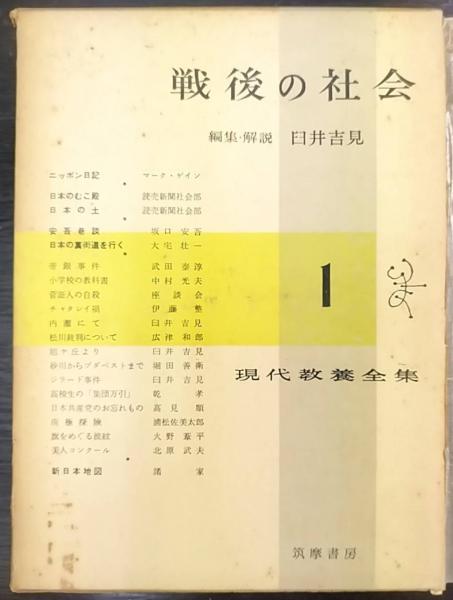 戦後の社会
編集・解説 臼井吉見
ニッポン日記 マーク・ゲイン
日本のむこ殿 読売新聞社会部
日本の土 読売新聞社会部
安吾巷談 坂口安吾
日本の裏街道を行く 大宅壮一
帝銀事件 武田泰淳
小学校の教科書 中村光夫
菅証人の自殺 座談会
チャタレイ禍 伊藤整
内灘にて 臼井吉見
松川裁判について 広津和郎
旭ケ丘より 臼井吉見
砂川からブダペストまで 堀田善衛
ジラード事件 臼井吉見
高校生の「集団万引」 乾孝
日本共産党のお忘れもの 高見順
南極探険 浦松佐美太郎
旗をめぐる波紋 火野葦平
美人コンクール 北原武夫
新日本地図 諸家
1
現代教養全集
筑摩書房